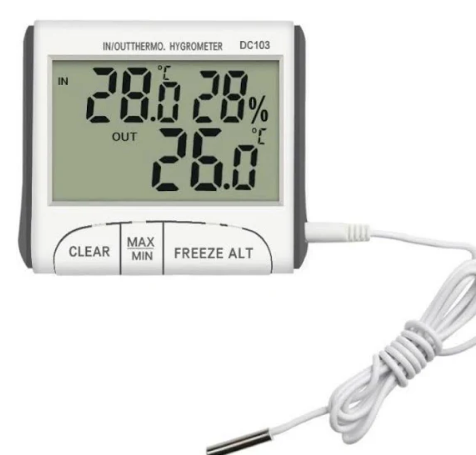 IN/OUTTHERMO. HYGROMETER DC103
IN 28.0 °C 28%
OUT 26.0 °C
CLEAR MAX/MIN FREEZE ALT